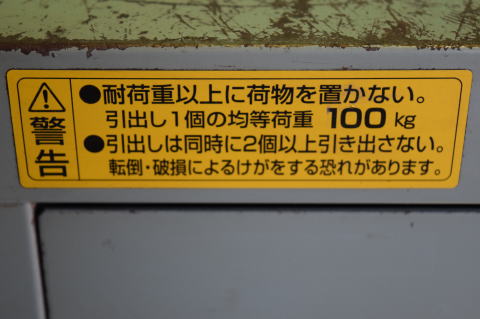 警告
●耐荷重以上に荷物を置かない。
引出し1個の均等荷重 100 kg
●引出しは同時に2個以上引き出さない。
転倒・破損によるけがをする恐れがあります。